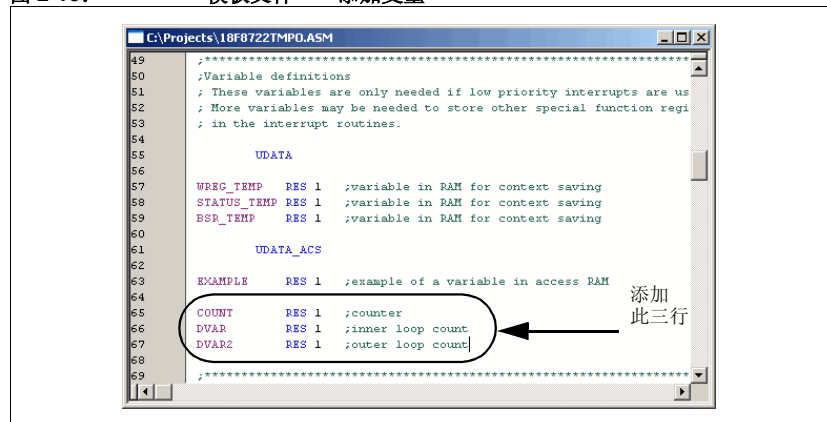 C:\Projects\18F8722TMPO.ASM
49 ;******************************************************************
50 ;Variable definitions
51 ; These variables are only needed if low priority interrupts are us
52 ; More variables may be needed to store other special function regi
53 ; in the interrupt routines.
54
55 UDATA
56
57 WREG_TEMP RES 1 ;variable in RAM for context saving
58 STATUS_TEMP RES 1 ;variable in RAM for context saving
59 BSR_TEMP RES 1 ;variable in RAM for context saving
60
61 UDATA_ACS
62
63 EXAMPLE RES 1 ;example of a variable in access RAM
64
添加
此三行
65 COUNT RES 1 ;counter
66 DVAR RES 1 ;inner loop count
67 DVAR2 RES 1 ;outer loop count
68
69 ;******************************************************************